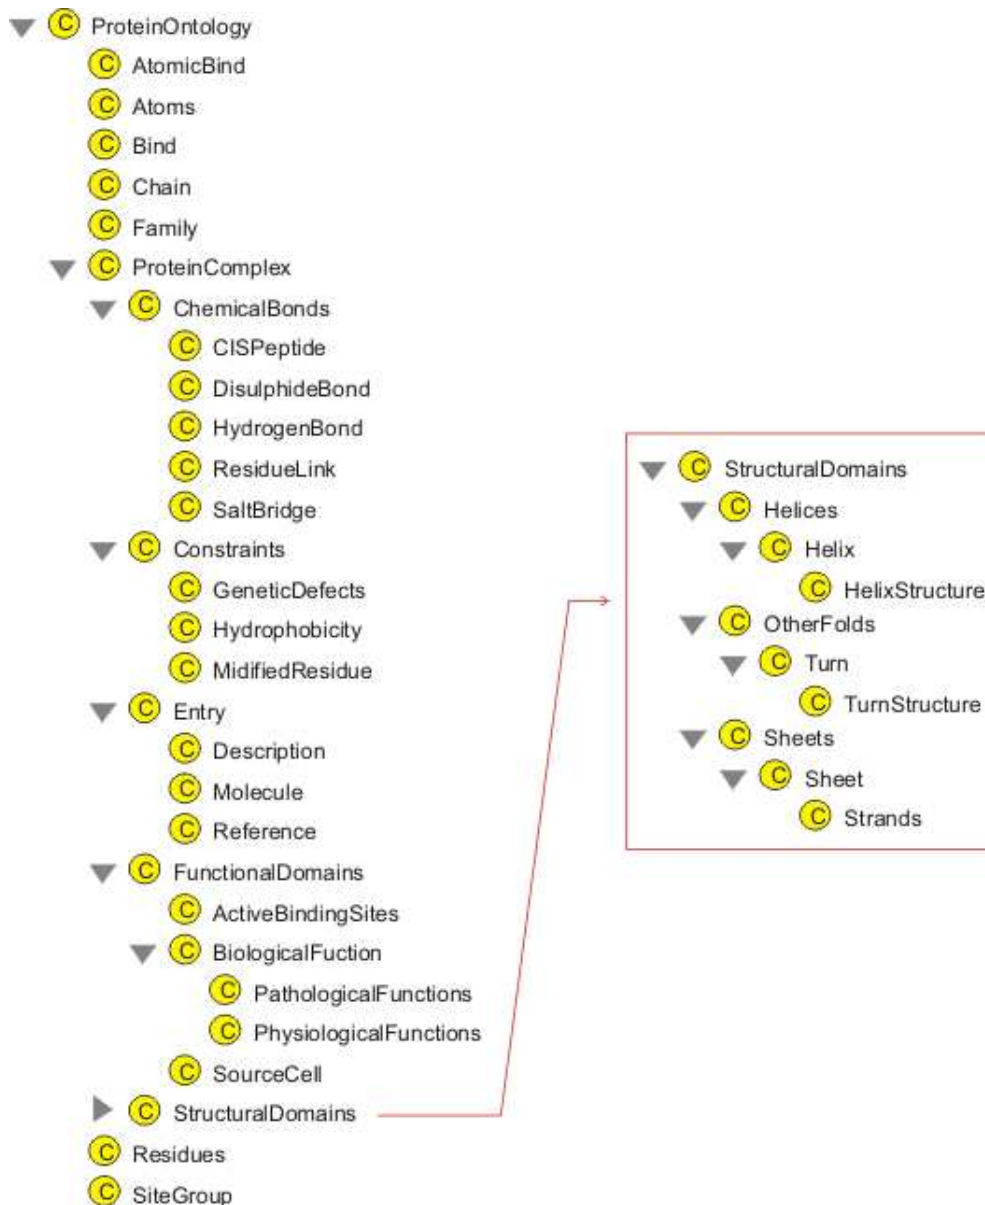 C ProteinOntology
C AtomicBind
C Atoms
C Bind
C Chain
C Family
C ProteinComplex
C ChemicalBonds
C CISPeptide
C DisulphideBond
C HydrogenBond
C ResidueLink
C SaltBridge
C Constraints
C GeneticDefects
C Hydrophobicity
C MidifiedResidue
C Entry
C Description
C Molecule
C Reference
C FunctionalDomains
C ActiveBindingSites
C BiologicalFuction
C PathologicalFunctions
C PhysiologicalFunctions
C SourceCell
C StructuralDomains
C Residues
C SiteGroup
C StructuralDomains
C Helices
C Helix
C HelixStructure
C OtherFolds
C Turn
C TurnStructure
C Sheets
C Sheet
C Strands